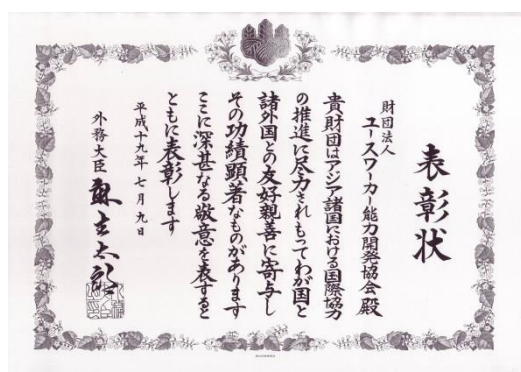 表彰状
財団法人
ユースワーカー能力開発協会 殿
貴財団はアジア諸国における国際協力
の推進に尽力されもってわが国と
諸外国との友好親善に寄与し
その功績顕著なものがあります
ここに深甚なる敬意を表すると
ともに表彰します
平成十九年七月九日
外務大臣 麻生太郎